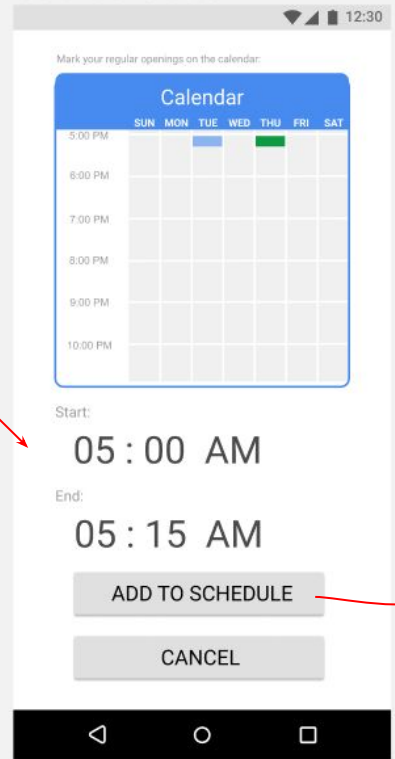 12:30
Mark your regular openings on the calendar:
Calendar
SUN MON TUE WED THU FRI SAT
5:00 PM
6:00 PM
7:00 PM
8:00 PM
9:00 PM
10:00 PM
Start:
05 : 00 AM
End:
05 : 15 AM
ADD TO SCHEDULE
CANCEL